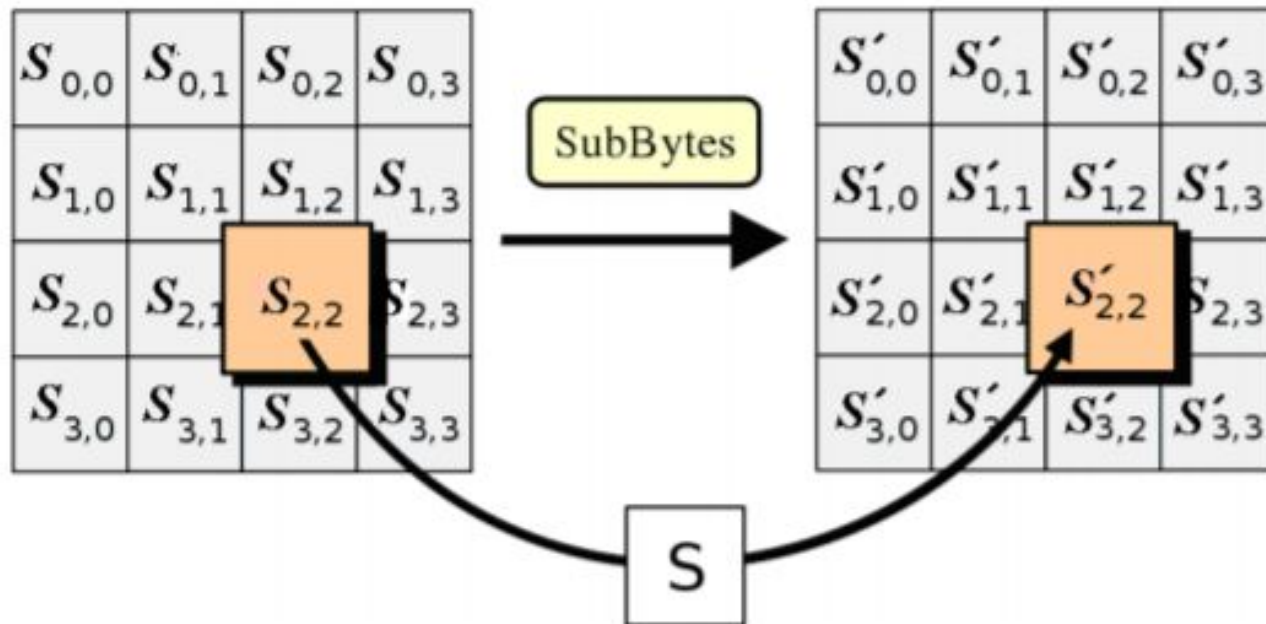 S0,0 S0,1 S0,2 S0,3
S1,0 S1,1 S1,2 S1,3
S2,0 S2,1 S2,2 S2,3
S3,0 S3,1 S3,2 S3,3
SubBytes
S′0,0 S′0,1 S′0,2 S′0,3
S′1,0 S′1,1 S′1,2 S′1,3
S′2,0 S′2,1 S′2,2 S2,3
S′3,0 S′3,1 S′3,2 S′3,3
S